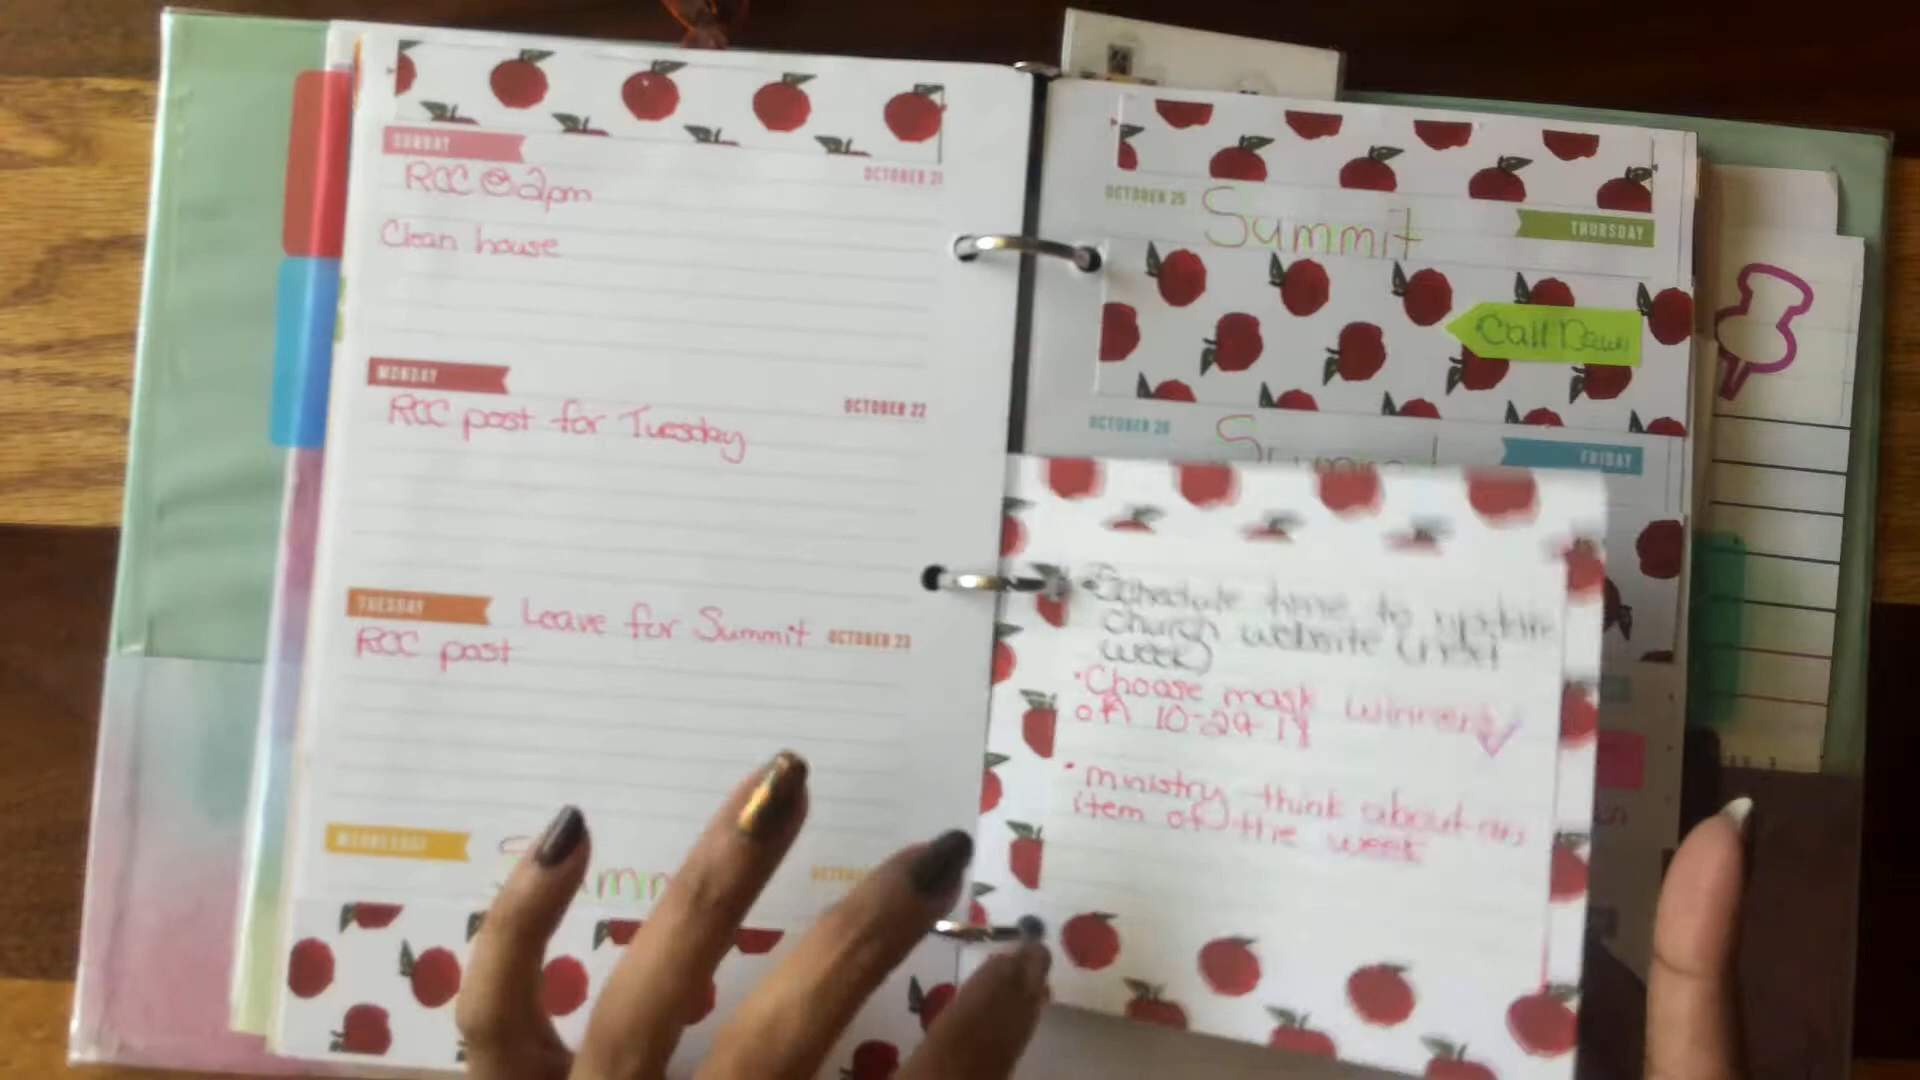 SUNDAY
OCTOBER 21
RCC @ 2pm
Clean house
MONDAY
OCTOBER 22
RCC post for Tuesday
TUESDAY
Leave for Summit
OCTOBER 23
RCC post
WEDNESDAY
OCTOBER 25
Summit
THURSDAY
Call Dawn
OCTOBER 26
FRIDAY
• Schedule time to update
church website (next
week)
• Choose mask winners
on 10-29-18
• ministry think about an
item of the week